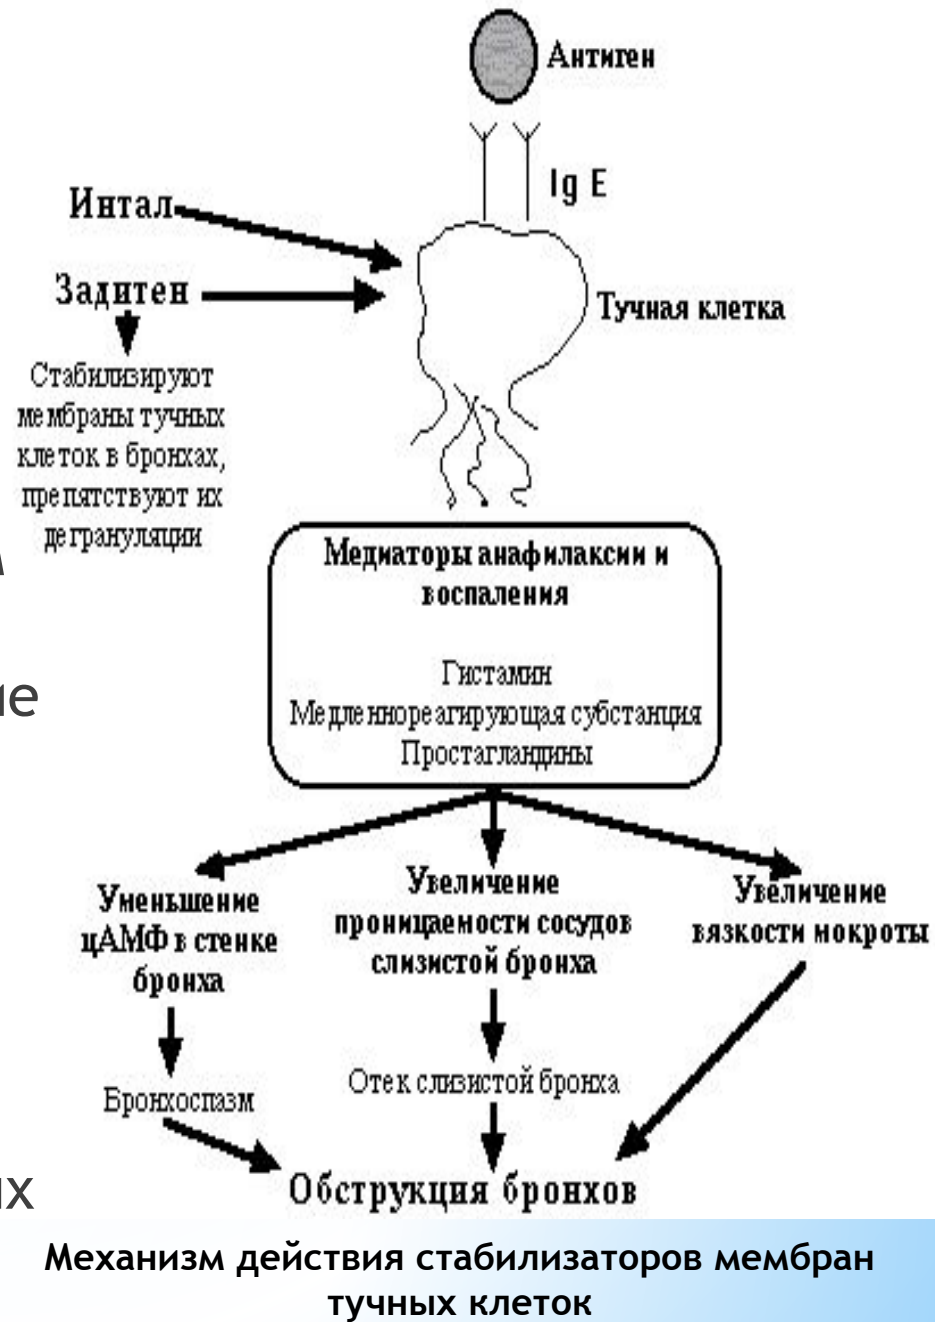 Антиген
Ig E
Интал
Задитен
Тучная клетка
Стабилизируют
мембраны тучных
клеток в бронхах,
препятствуют их
дегрануляции
Медиаторы анафилаксии и
воспаления
Гистамин
Медленнореагирующая субстанция
Простагландины
Уменьшение
цАМФ в стенке
бронха
Увеличение
проницаемости сосудов
слизистой бронха
Увеличение
вязкости мокроты
Бронхоспазм
Отек слизистой бронха
Обструкция бронхов
Механизм действия стабилизаторов мембран
тучных клеток